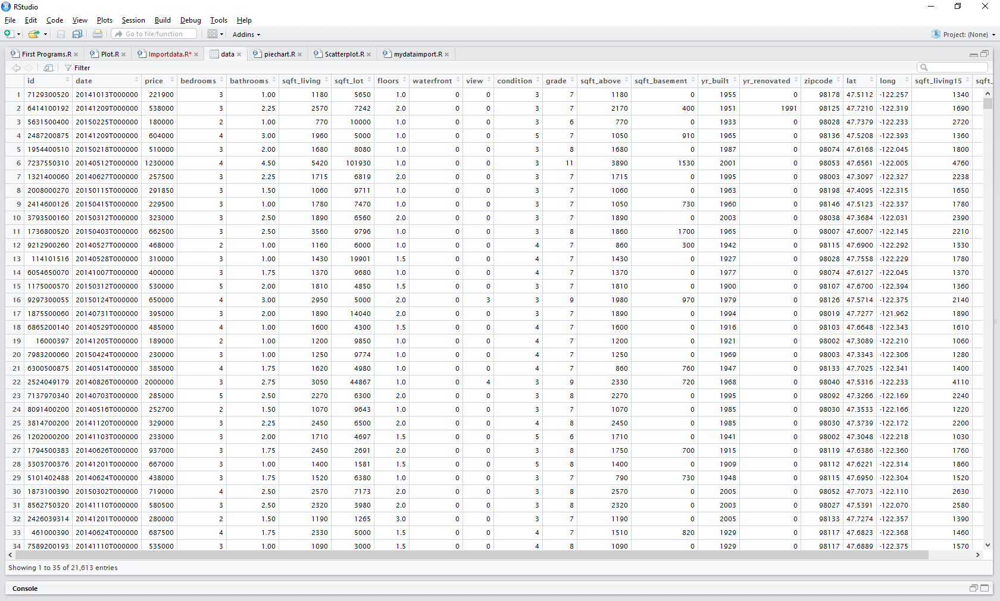 RStudio
File Edit Code View Plots Session Build Debug Tools Help
Go to file/function Addins Project: (None)
First Programs.R Plot.R Importdata.R* data piechart.R Scatterplot.R mydataimport.R
Filter
id date price bedrooms bathrooms sqft_living sqft_lot floors waterfront view condition grade sqft_above sqft_basement yr_built yr_renovated zipcode lat long sqft_living15 sqft_
1 7129300520 20141013T000000 221900 3 1.00 1180 5650 1.0 0 0 3 7 1180 0 1955 0 98178 47.5112 -122.257 1340
2 6414100192 20141209T000000 538000 3 2.25 2570 7242 2.0 0 0 3 7 2170 400 1951 1991 98125 47.7210 -122.319 1690
3 5631500400 20150225T000000 180000 2 1.00 770 10000 1.0 0 0 3 6 770 0 1933 0 98028 47.7379 -122.233 2720
4 2487200875 20141209T000000 604000 4 3.00 1960 5000 1.0 0 0 5 7 1050 910 1965 0 98136 47.5208 -122.393 1360
5 1954400510 20150218T000000 510000 3 2.00 1680 8080 1.0 0 0 3 8 1680 0 1987 0 98074 47.6168 -122.045 1800
6 7237550310 20140512T000000 1230000 4 4.50 5420 101930 1.0 0 0 3 11 3890 1530 2001 0 98053 47.6561 -122.005 4760
7 1321400060 20140627T000000 257500 3 2.25 1715 6819 2.0 0 0 3 7 1715 0 1995 0 98003 47.3097 -122.327 2238
8 2008000270 20150115T000000 291850 3 1.50 1060 9711 1.0 0 0 3 7 1060 0 1963 0 98198 47.4095 -122.315 1650
9 2414600126 20150415T000000 229500 3 1.00 1780 7470 1.0 0 0 3 7 1050 730 1960 0 98146 47.5123 -122.337 1780
10 3793500160 20150312T000000 323000 3 2.50 1890 6560 2.0 0 0 3 7 1890 0 2003 0 98038 47.3684 -122.031 2390
11 1736800520 20150403T000000 662500 3 2.50 3560 9796 1.0 0 0 3 8 1860 1700 1965 0 98007 47.6007 -122.145 2210
12 9212900260 20140527T000000 468000 2 1.00 1160 6000 1.0 0 0 4 7 860 300 1942 0 98115 47.6900 -122.292 1330
13 114101516 20140528T000000 310000 3 1.00 1430 19901 1.5 0 0 4 7 1430 0 1927 0 98028 47.7558 -122.229 1780
14 6054650070 20141007T000000 400000 3 1.75 1370 9680 1.0 0 0 4 7 1370 0 1977 0 98074 47.6127 -122.045 1370
15 1175000570 20150312T000000 530000 5 2.00 1810 4850 1.5 0 0 3 7 1810 0 1900 0 98107 47.6700 -122.394 1360
16 9297300055 20150124T000000 650000 4 3.00 2950 5000 2.0 0 3 3 9 1980 970 1979 0 98126 47.5714 -122.375 2140
17 1875500060 20140731T000000 395000 3 2.00 1890 14040 2.0 0 0 3 7 1890 0 1994 0 98019 47.7277 -121.962 1890
18 6865200140 20140529T000000 485000 4 1.00 1600 4300 1.5 0 0 4 7 1600 0 1916 0 98103 47.6648 -122.343 1610
19 16000397 20141205T000000 189000 2 1.00 1200 9850 1.0 0 0 4 7 1200 0 1921 0 98002 47.3089 -122.210 1060
20 7983200060 20150424T000000 230000 3 1.00 1250 9774 1.0 0 0 4 7 1250 0 1969 0 98003 47.3343 -122.306 1280
21 6300500875 20140514T000000 385000 4 1.75 1620 4980 1.0 0 0 4 7 860 760 1947 0 98133 47.7025 -122.341 1400
22 2524049179 20140826T000000 2000000 3 2.75 3050 44867 1.0 0 4 3 9 2330 720 1968 0 98040 47.5316 -122.233 4110
23 7137970340 20140703T000000 285000 5 2.50 2270 6300 2.0 0 0 3 8 2270 0 1995 0 98092 47.3266 -122.169 2240
24 8091400200 20140516T000000 252700 2 1.50 1070 9643 1.0 0 0 3 7 1070 0 1985 0 98030 47.3533 -122.166 1220
25 3814700200 20141120T000000 329000 3 2.25 2450 6500 2.0 0 0 4 8 2450 0 1985 0 98030 47.3739 -122.172 2200
26 1202000200 20141103T000000 233000 3 2.00 1710 4697 1.5 0 0 5 6 1710 0 1941 0 98002 47.3048 -122.218 1030
27 1794500383 20140626T000000 937000 3 1.75 2450 2691 2.0 0 0 3 8 1750 700 1915 0 98119 47.6386 -122.360 1760
28 3303700376 20141201T000000 667000 3 1.00 1400 1581 1.5 0 0 5 8 1400 0 1909 0 98112 47.6221 -122.314 1860
29 5101402488 20140624T000000 438000 3 1.75 1520 6380 1.0 0 0 3 7 790 730 1948 0 98115 47.6950 -122.304 1520
30 1873100390 20150302T000000 719000 4 2.50 2570 7173 2.0 0 0 3 8 2570 0 2005 0 98052 47.7073 -122.110 2630
31 8562750320 20141110T000000 580500 3 2.50 2320 3980 2.0 0 0 3 8 2320 0 2003 0 98027 47.5391 -122.070 2580
32 2426039314 20141201T000000 280000 2 1.50 1190 1265 3.0 0 0 3 7 1190 0 2005 0 98133 47.7274 -122.357 1390
33 461000390 20140624T000000 687500 4 1.75 2330 5000 1.5 0 0 4 7 1510 820 1929 0 98117 47.6823 -122.368 1460
34 7589200193 20141110T000000 535000 3 1.00 1090 3000 1.5 0 0 4 8 1090 0 1929 0 98117 47.6889 -122.375 1570
Showing 1 to 35 of 21,613 entries
Console